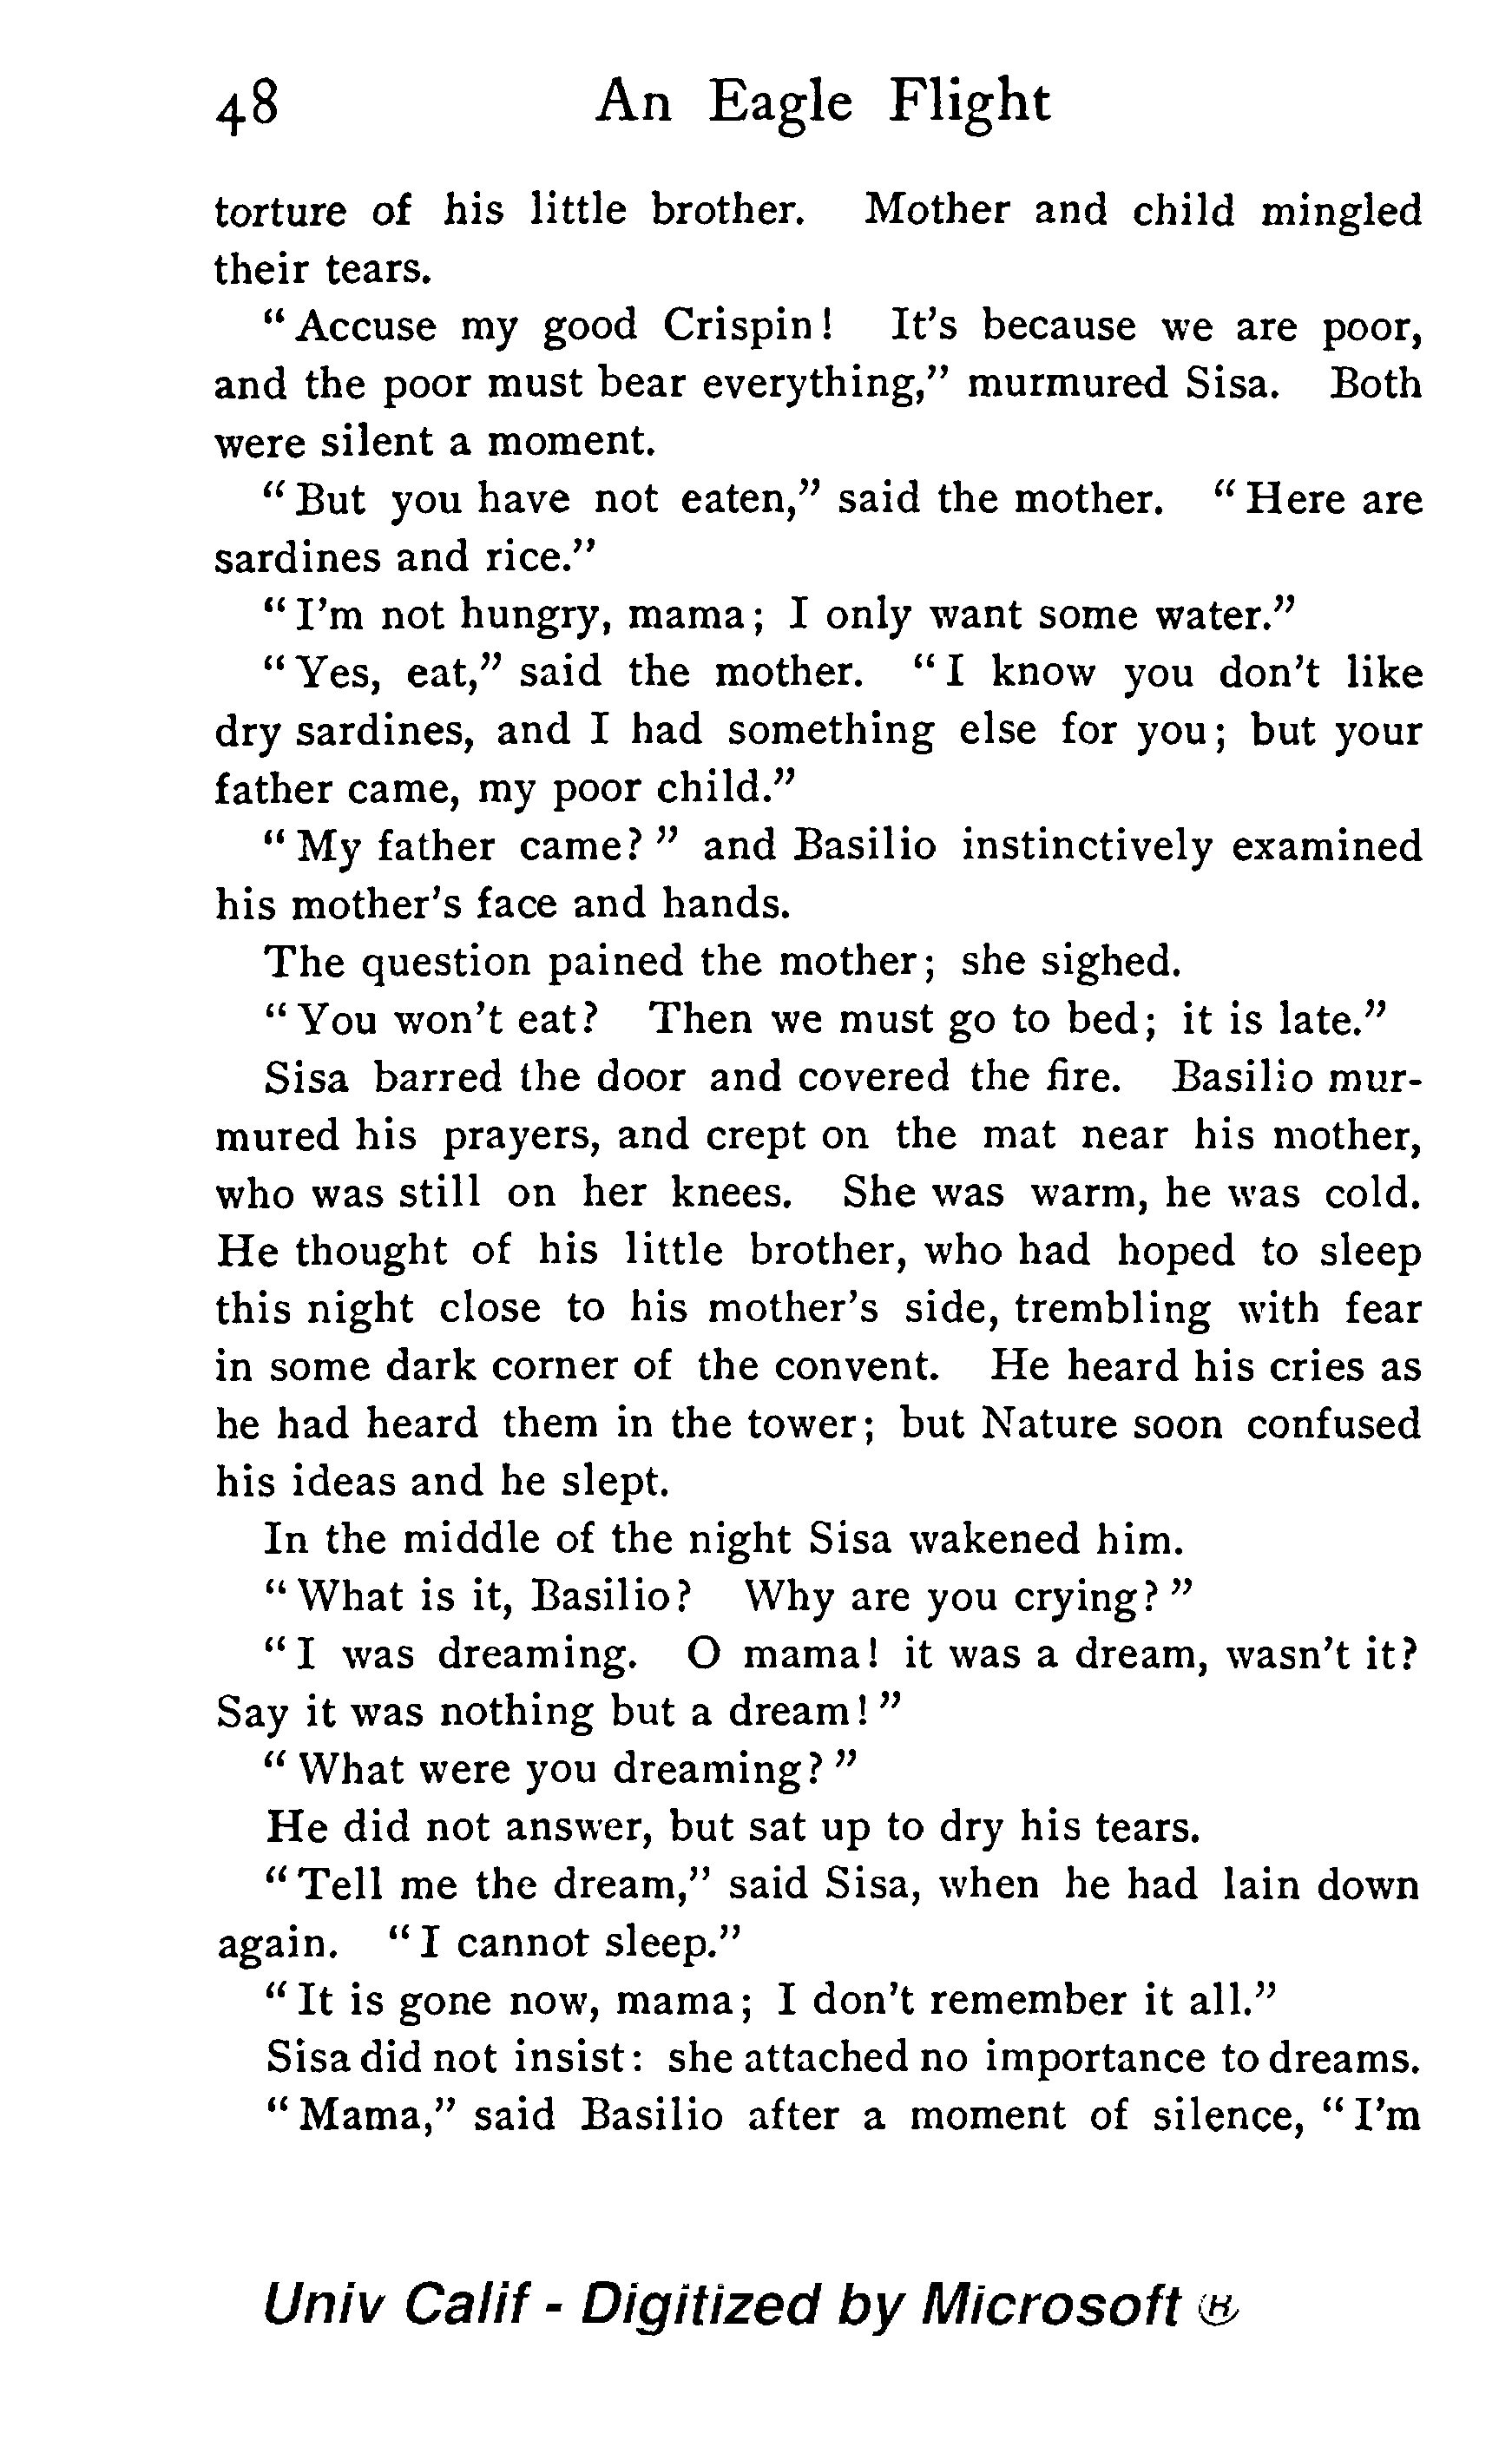 48 An Eagle Flight
torture of his little brother. Mother and child mingled
their tears.
"Accuse my good Crispin! It's because we are poor,
and the poor must bear everything," murmured Sisa. Both
were silent a moment.
"But you have not eaten," said the mother. "Here are
sardines and rice."
"I'm not hungry, mama; I only want some water."
"Yes, eat," said the mother. "I know you don't like
dry sardines, and I had something else for you; but your
father came, my poor child."
"My father came?" and Basilio instinctively examined
his mother's face and hands.
The question pained the mother; she sighed.
"You won't eat? Then we must go to bed; it is late."
Sisa barred the door and covered the fire. Basilio mur-
mured his prayers, and crept on the mat near his mother,
who was still on her knees. She was warm, he was cold.
He thought of his little brother, who had hoped to sleep
this night close to his mother's side, trembling with fear
in some dark corner of the convent. He heard his cries as
he had heard them in the tower; but Nature soon confused
his ideas and he slept.
In the middle of the night Sisa wakened him.
"What is it, Basilio? Why are you crying?"
"I was dreaming. O mama! it was a dream, wasn't it?
Say it was nothing but a dream!"
"What were you dreaming?"
He did not answer, but sat up to dry his tears.
"Tell me the dream," said Sisa, when he had lain down
again. "I cannot sleep."
"It is gone now, mama; I don't remember it all."
Sisa did not insist: she attached no importance to dreams.
"Mama," said Basilio after a moment of silence, "I'm
Univ Calif - Digitized by Microsoft ®